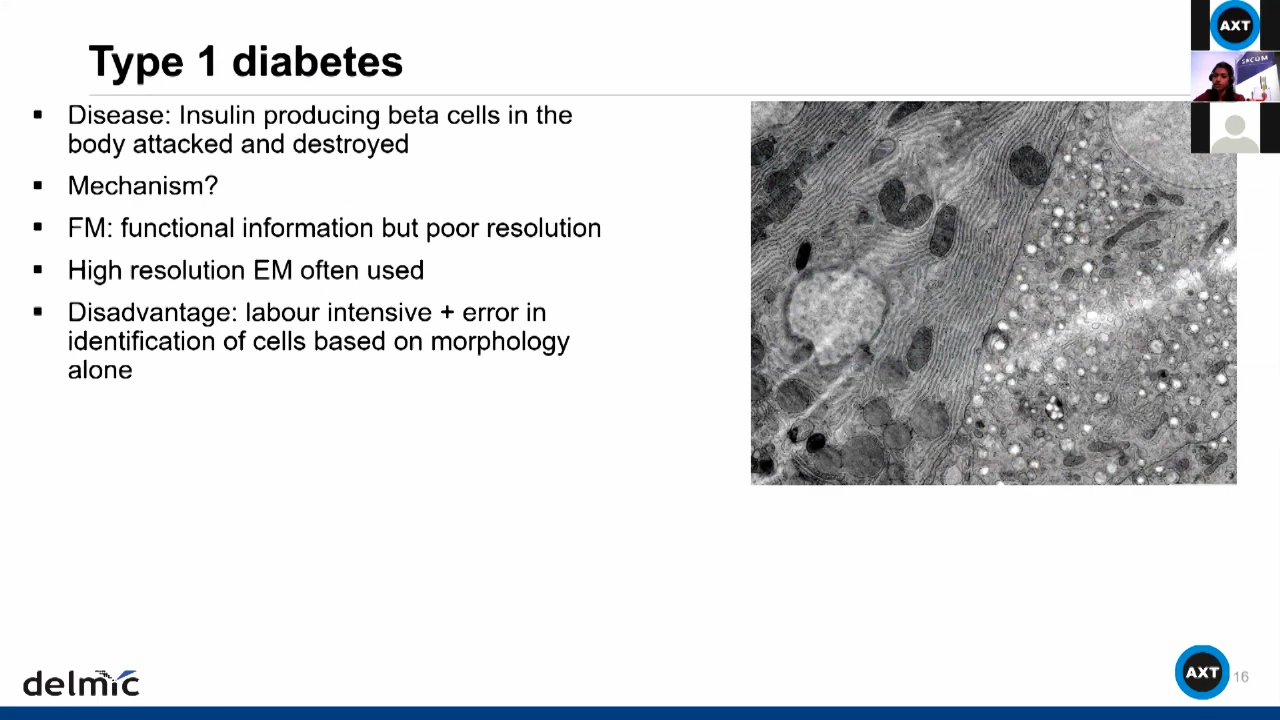 Type 1 diabetes
▪ Disease: Insulin producing beta cells in the
body attacked and destroyed
▪ Mechanism?
▪ FM: functional information but poor resolution
▪ High resolution EM often used
▪ Disadvantage: labour intensive + error in
identification of cells based on morphology
alone
AXT
SECOM
delmic
AXT
16